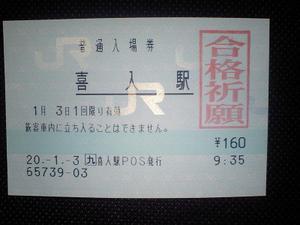 普通入場券
喜入駅
合格祈願
1月 3日1回限り有効
旅客車内に立ち入ることはできません。
¥160
20.-1.-3 九 喜入駅POS発行 9:35
65739-03
JR